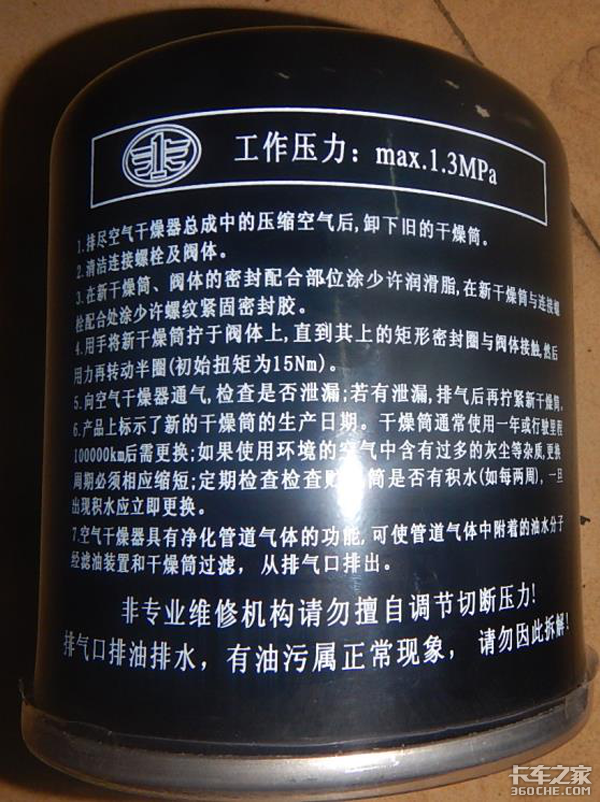 工作压力：max.1.3MPa
1.排尽空气干燥器总成中的压缩空气后,卸下旧的干燥筒。
2.清洁连接螺栓及阀体。
3.在新干燥筒、阀体的密封配合部位涂少许润滑脂,在新干燥筒与连接螺
栓配合处涂少许螺纹紧固密封胶。
4.用手将新干燥筒拧于阀体上,直到其上的矩形密封圈与阀体接触,然后
用力再转动半圈(初始扭矩为15Nm)。
5.向空气干燥器通气,检查是否泄漏;若有泄漏,排气后再拧紧新干燥筒。
6.产品上标示了新的干燥筒的生产日期。干燥筒通常使用一年或行驶里程
100000km后需更换;如果使用环境的空气中含有过多的灰尘等杂质,更换
周期必须相应缩短;定期检查检查贮筒是否有积水(如每两周)，一旦
出现积水应立即更换。
7.空气干燥器具有净化管道气体的功能,可使管道气体中附着的油水分子
经滤油装置和干燥筒过滤，从排气口排出。
非专业维修机构请勿擅自调节切断压力!
排气口排油排水，有油污属正常现象，请勿因此拆解!
卡车之家
360CHE.COM